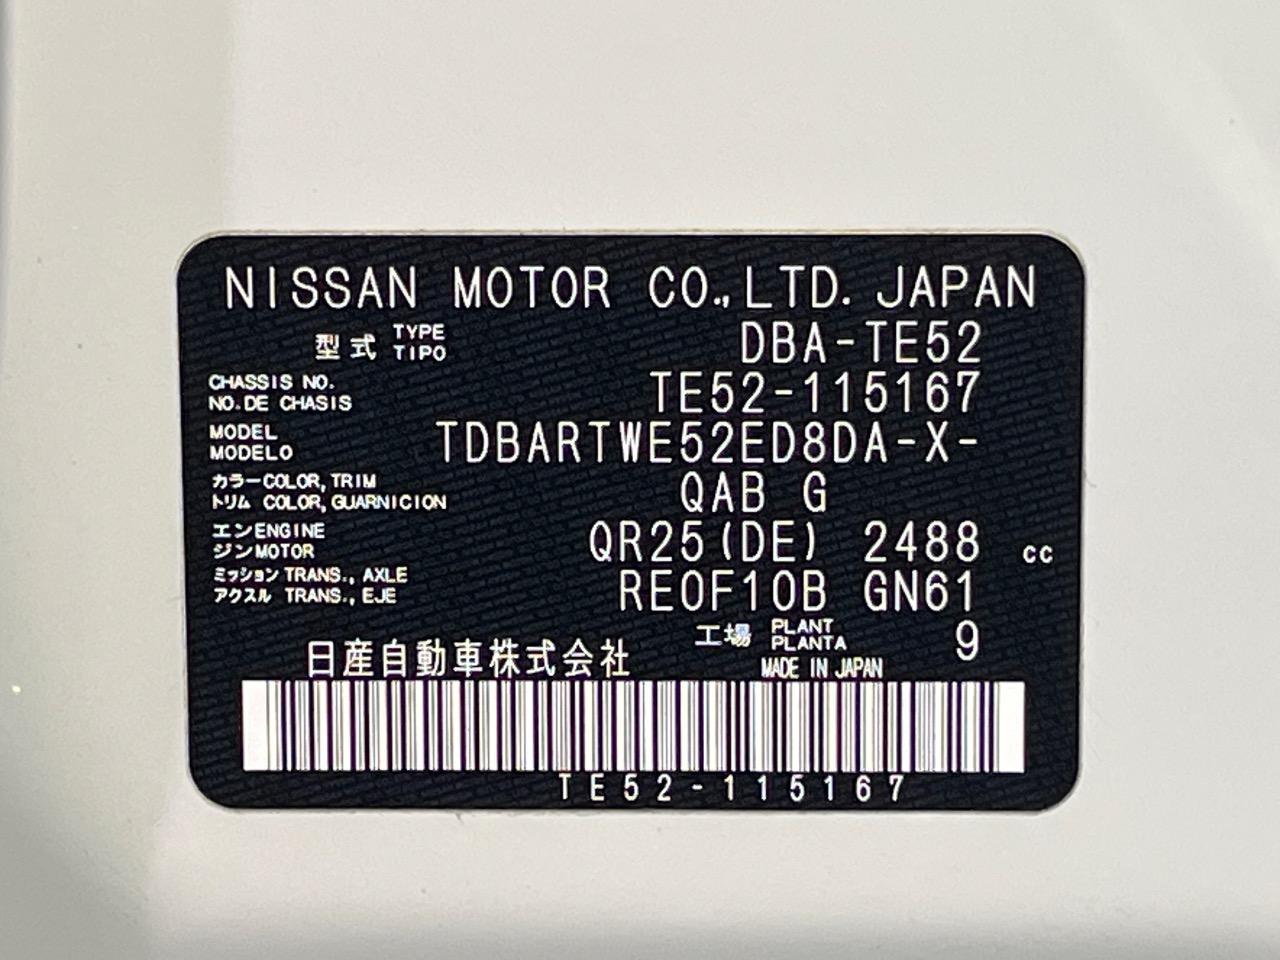 NISSAN MOTOR CO.,LTD. JAPAN
型式 TYPE TIPO DBA-TE52
CHASSIS NO.
NO.DE CHASIS TE52-115167
MODEL
MODELO TDBARTWE52ED8DA-X-
カラー COLOR, TRIM
トリム COLOR, GUARNICION QAB G
エン ENGINE
ジン MOTOR QR25(DE) 2488 cc
ミッション TRANS., AXLE
アクスル TRANS., EJE RE0F10B GN61
工場 PLANT PLANTA 9
日産自動車株式会社 MADE IN JAPAN
TE52-115167